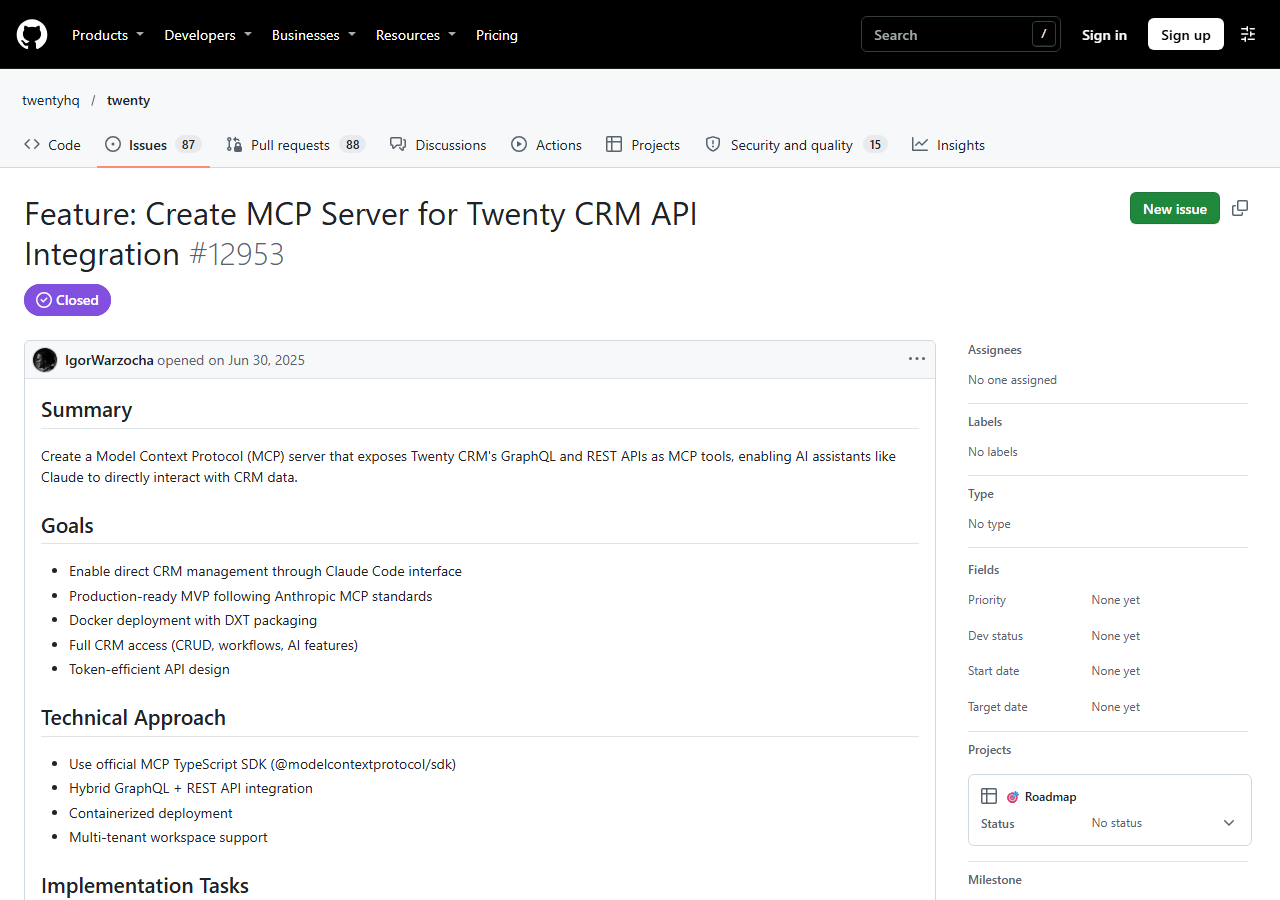 Products Developers Businesses Resources Pricing Search / Sign in Sign up
twentyhq / twenty
Code Issues 87 Pull requests 88 Discussions Actions Projects Security and quality 15 Insights
Feature: Create MCP Server for Twenty CRM API
Integration #12953
New issue
Closed
IgorWarzocha opened on Jun 30, 2025
Summary
Create a Model Context Protocol (MCP) server that exposes Twenty CRM's GraphQL and REST APIs as MCP tools, enabling AI assistants like
Claude to directly interact with CRM data.
Goals
Enable direct CRM management through Claude Code interface
Production-ready MVP following Anthropic MCP standards
Docker deployment with DXT packaging
Full CRM access (CRUD, workflows, AI features)
Token-efficient API design
Technical Approach
Use official MCP TypeScript SDK (@modelcontextprotocol/sdk)
Hybrid GraphQL + REST API integration
Containerized deployment
Multi-tenant workspace support
Implementation Tasks
Assignees
No one assigned
Labels
No labels
Type
No type
Fields
Priority None yet
Dev status None yet
Start date None yet
Target date None yet
Projects
Roadmap
Status No status
Milestone